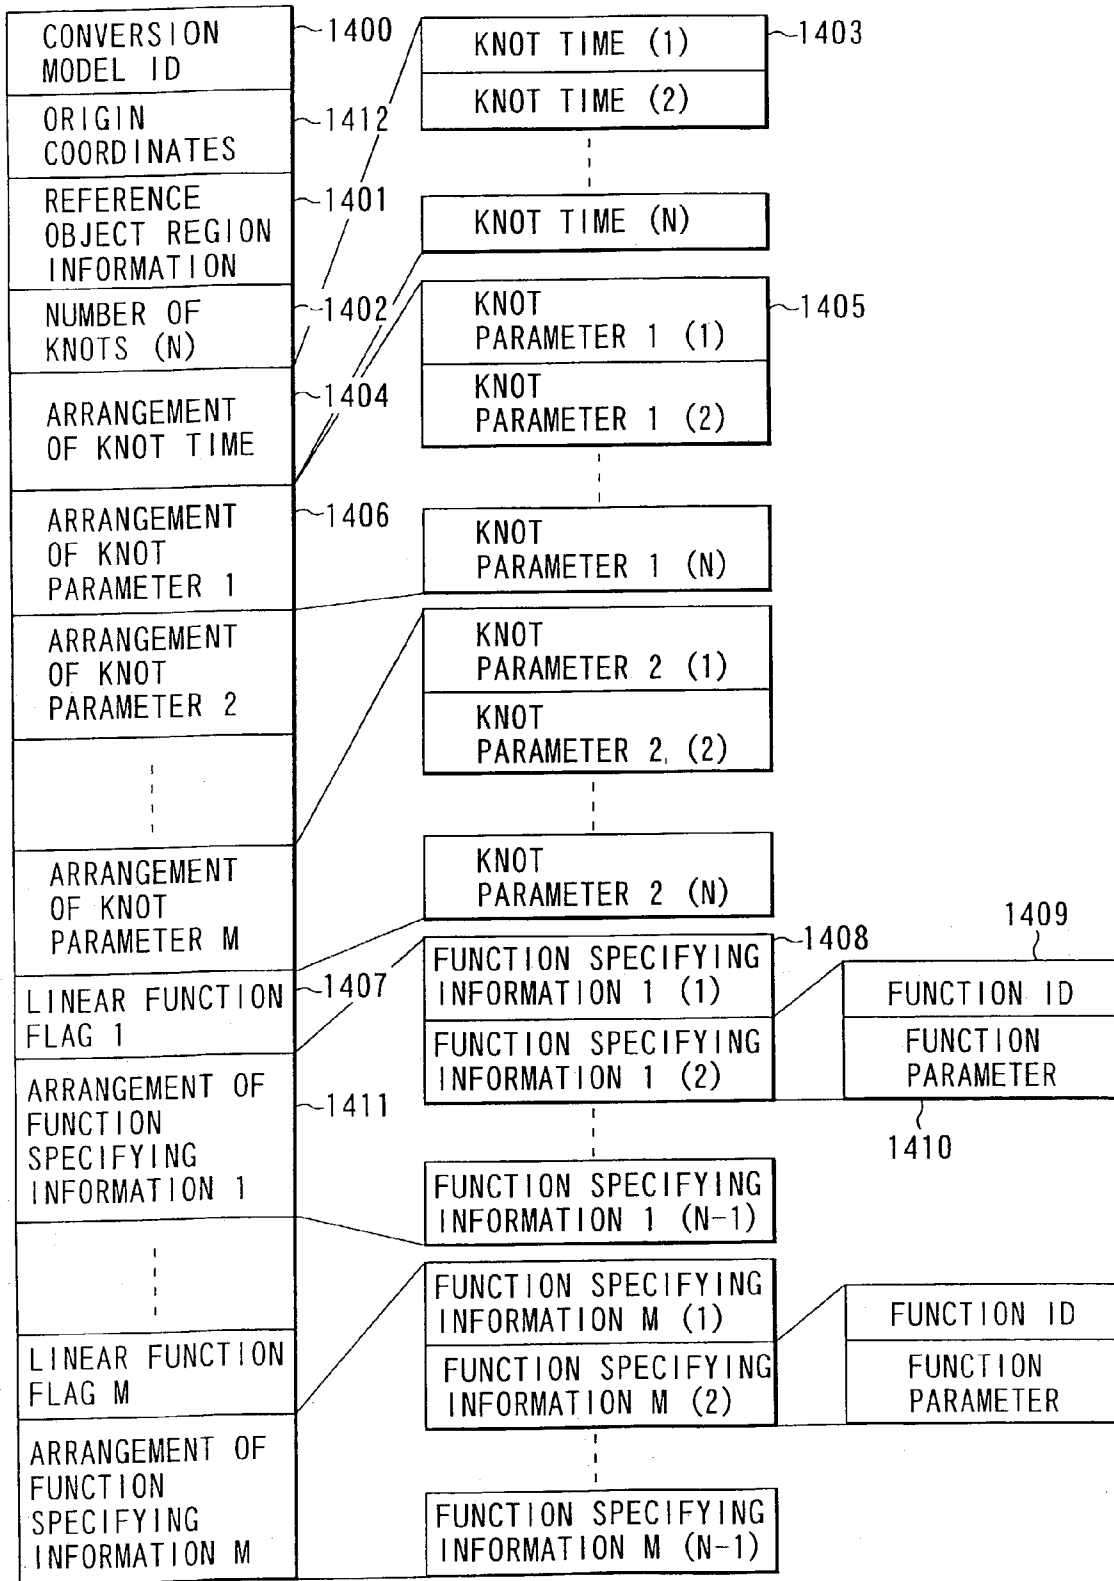 CONVERSION
MODEL ID
1400
ORIGIN
COORDINATES
1412
REFERENCE
OBJECT REGION
INFORMATION
1401
NUMBER OF
KNOTS (N)
1402
ARRANGEMENT
OF KNOT TIME
1404
ARRANGEMENT
OF KNOT
PARAMETER 1
1406
ARRANGEMENT
OF KNOT
PARAMETER 2
ARRANGEMENT
OF KNOT
PARAMETER M
LINEAR FUNCTION
FLAG 1
1407
ARRANGEMENT OF
FUNCTION
SPECIFYING
INFORMATION 1
1411
LINEAR FUNCTION
FLAG M
ARRANGEMENT OF
FUNCTION
SPECIFYING
INFORMATION M
KNOT TIME (1)
1403
KNOT TIME (2)
KNOT TIME (N)
KNOT
PARAMETER 1 (1)
1405
KNOT
PARAMETER 1 (2)
KNOT
PARAMETER 1 (N)
KNOT
PARAMETER 2 (1)
KNOT
PARAMETER 2 (2)
KNOT
PARAMETER 2 (N)
FUNCTION SPECIFYING
INFORMATION 1 (1)
1408
FUNCTION SPECIFYING
INFORMATION 1 (2)
FUNCTION SPECIFYING
INFORMATION 1 (N-1)
FUNCTION SPECIFYING
INFORMATION M (1)
FUNCTION SPECIFYING
INFORMATION M (2)
FUNCTION SPECIFYING
INFORMATION M (N-1)
1409
FUNCTION ID
FUNCTION
PARAMETER
1410
FUNCTION ID
FUNCTION
PARAMETER